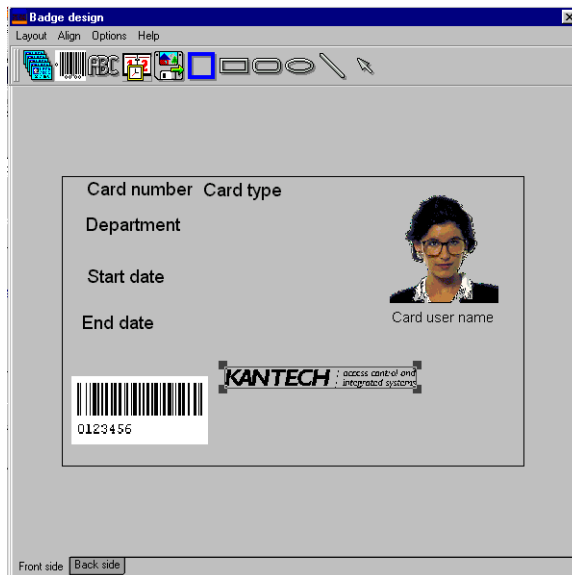 Badge design
Layout Align Options Help
ABC
Card number Card type
Department
Start date
End date
Card user name
KANTECH access control and
integrated systems
0123456
Front side Back side